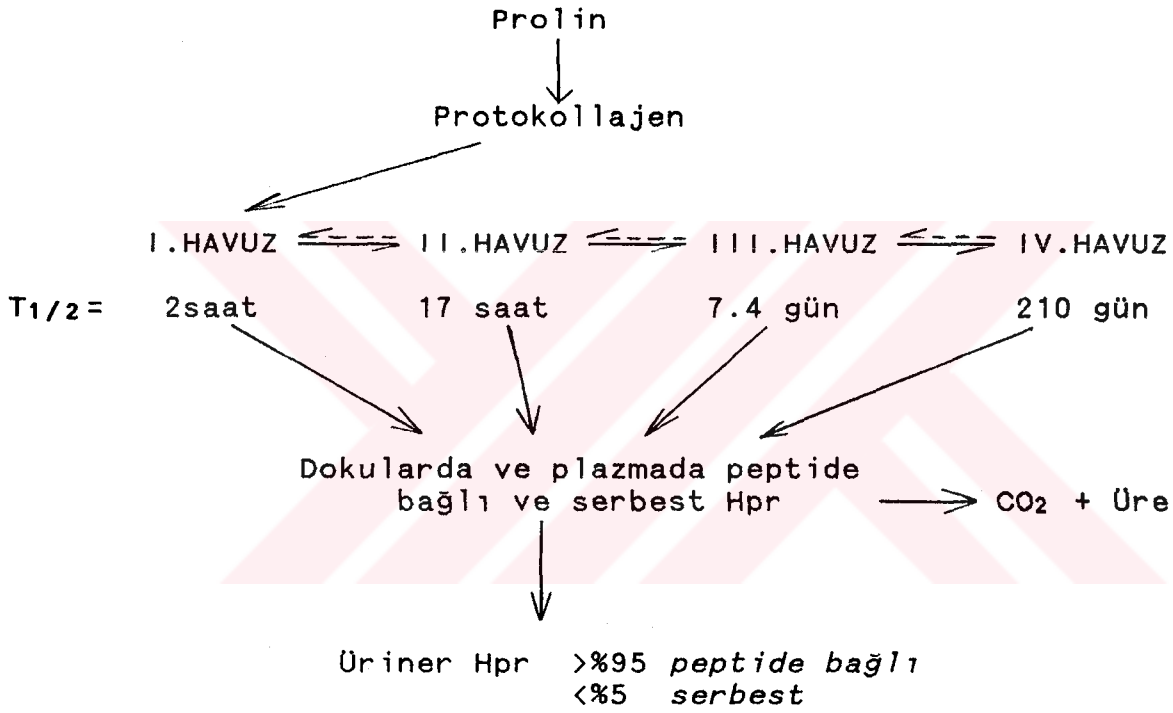 Prolin
Protokollajen
I.HAVUZ II.HAVUZ III.HAVUZ IV.HAVUZ
T1/2= 2saat 17 saat 7.4 gün 210 gün
Dokularda ve plazmada peptide
bağlı ve serbest Hpr CO2 + Üre
Üriner Hpr >%95 peptide bağlı
<%5 serbest